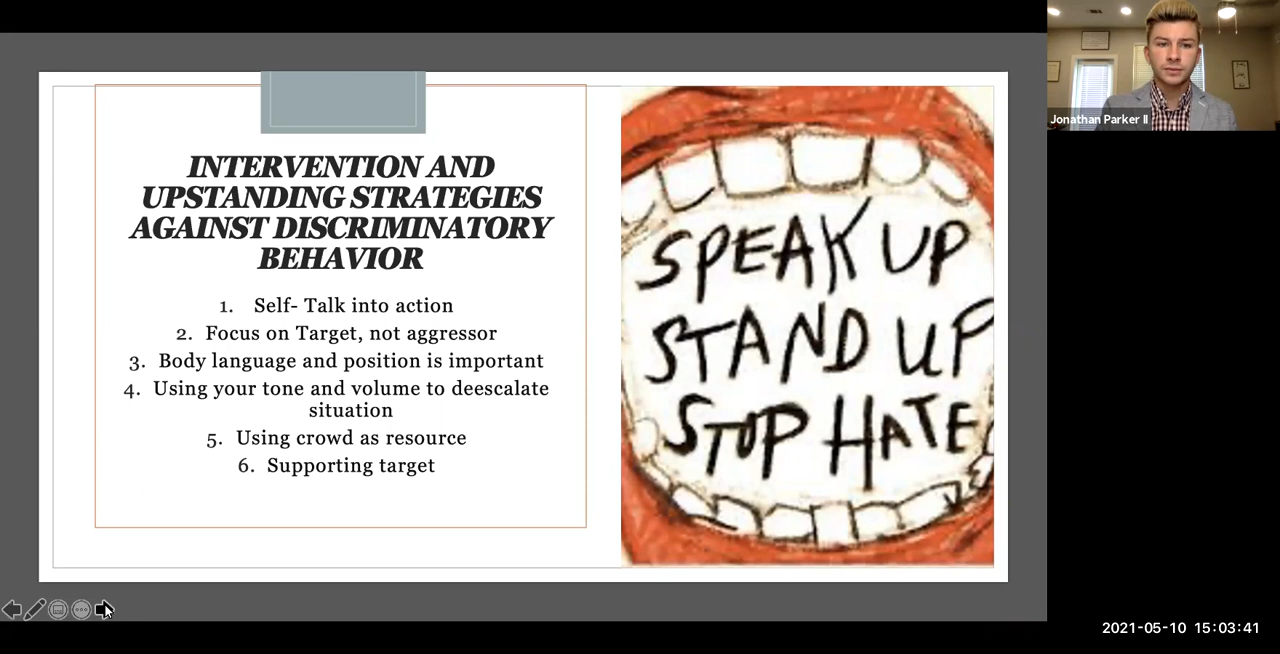 INTERVENTION AND
UPSTANDING STRATEGIES
AGAINST DISCRIMINATORY
BEHAVIOR
1. Self- Talk into action
2. Focus on Target, not aggressor
3. Body language and position is important
4. Using your tone and volume to deescalate
situation
5. Using crowd as resource
6. Supporting target
SPEAK UP
STAND UP
STOP HATE
Jonathan Parker II
2021-05-10 15:03:41